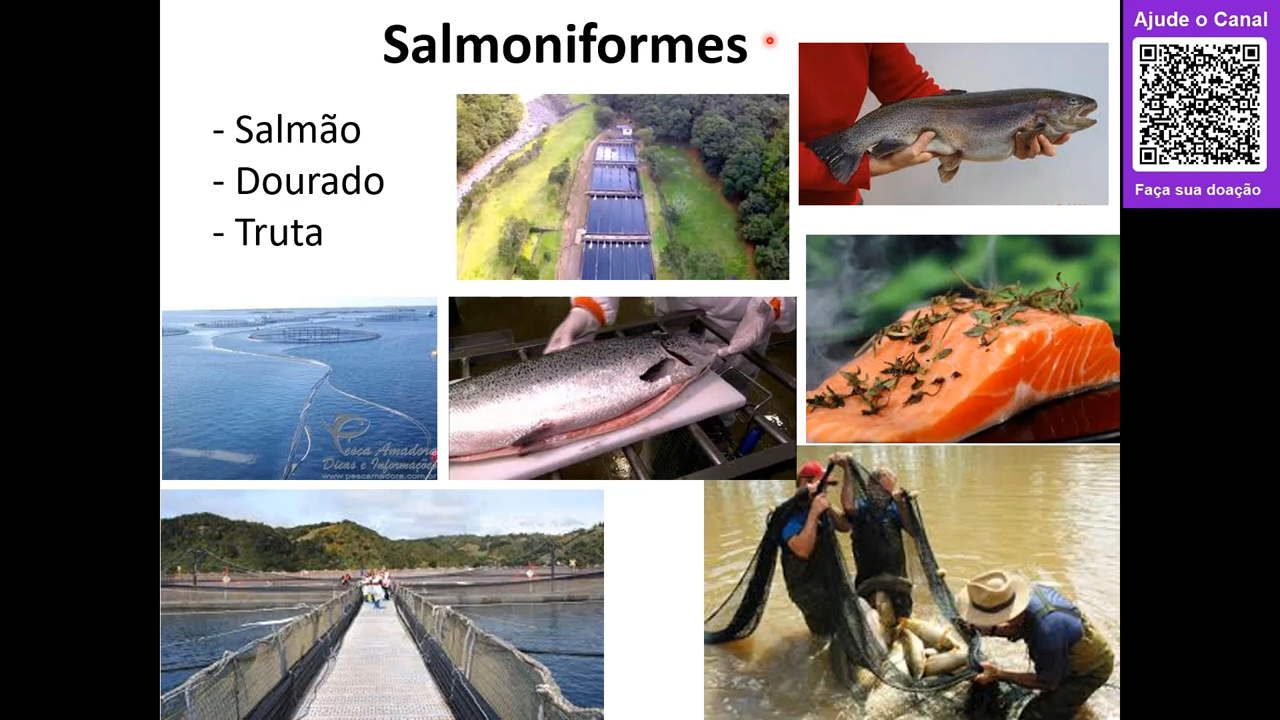 Salmoniformes
- Salmão
- Dourado
- Truta
Ajude o Canal
Faça sua doação
Pesca Amadora
Dicas e Informações
www.pescamadora.com.br